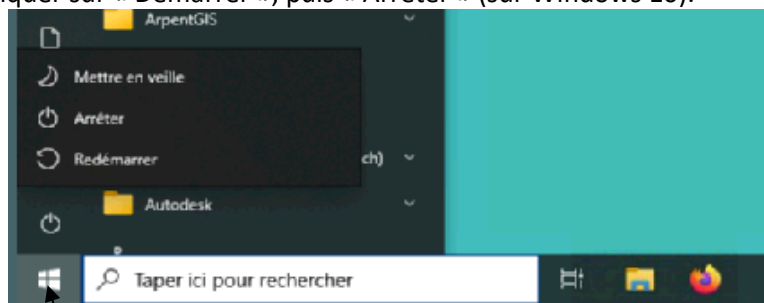 quer sur « Démarrer », puis « Arrêter » (sur Windows 10).
ArpentGIS
Mettre en veille
Arrêter
Redémarrer
ch)
Autodesk
Taper ici pour rechercher